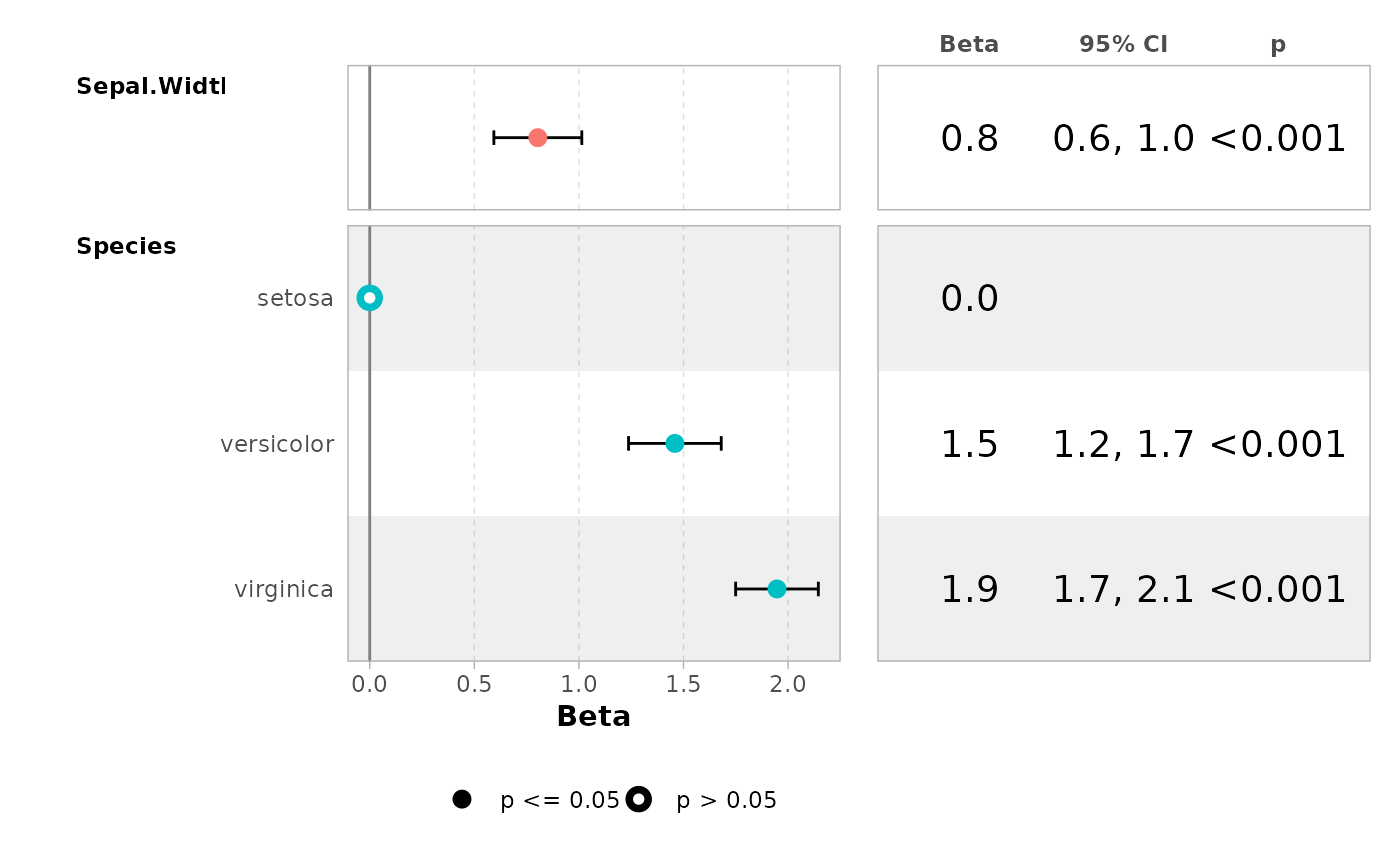 Beta 95% CI p
Sepal.Widtl
0.8 0.6, 1.0 <0.001
Species
setosa 0.0
versicolor 1.5 1.2, 1.7 <0.001
virginica 1.9 1.7, 2.1 <0.001
0.0 0.5 1.0 1.5 2.0
Beta
p <= 0.05 p > 0.05